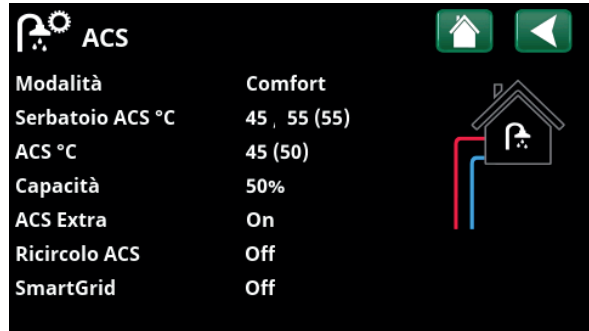 ACS
Modalità Comfort
Serbatoio ACS °C 45 , 55 (55)
ACS °C 45 (50)
Capacità 50%
ACS Extra On
Ricircolo ACS Off
SmartGrid Off